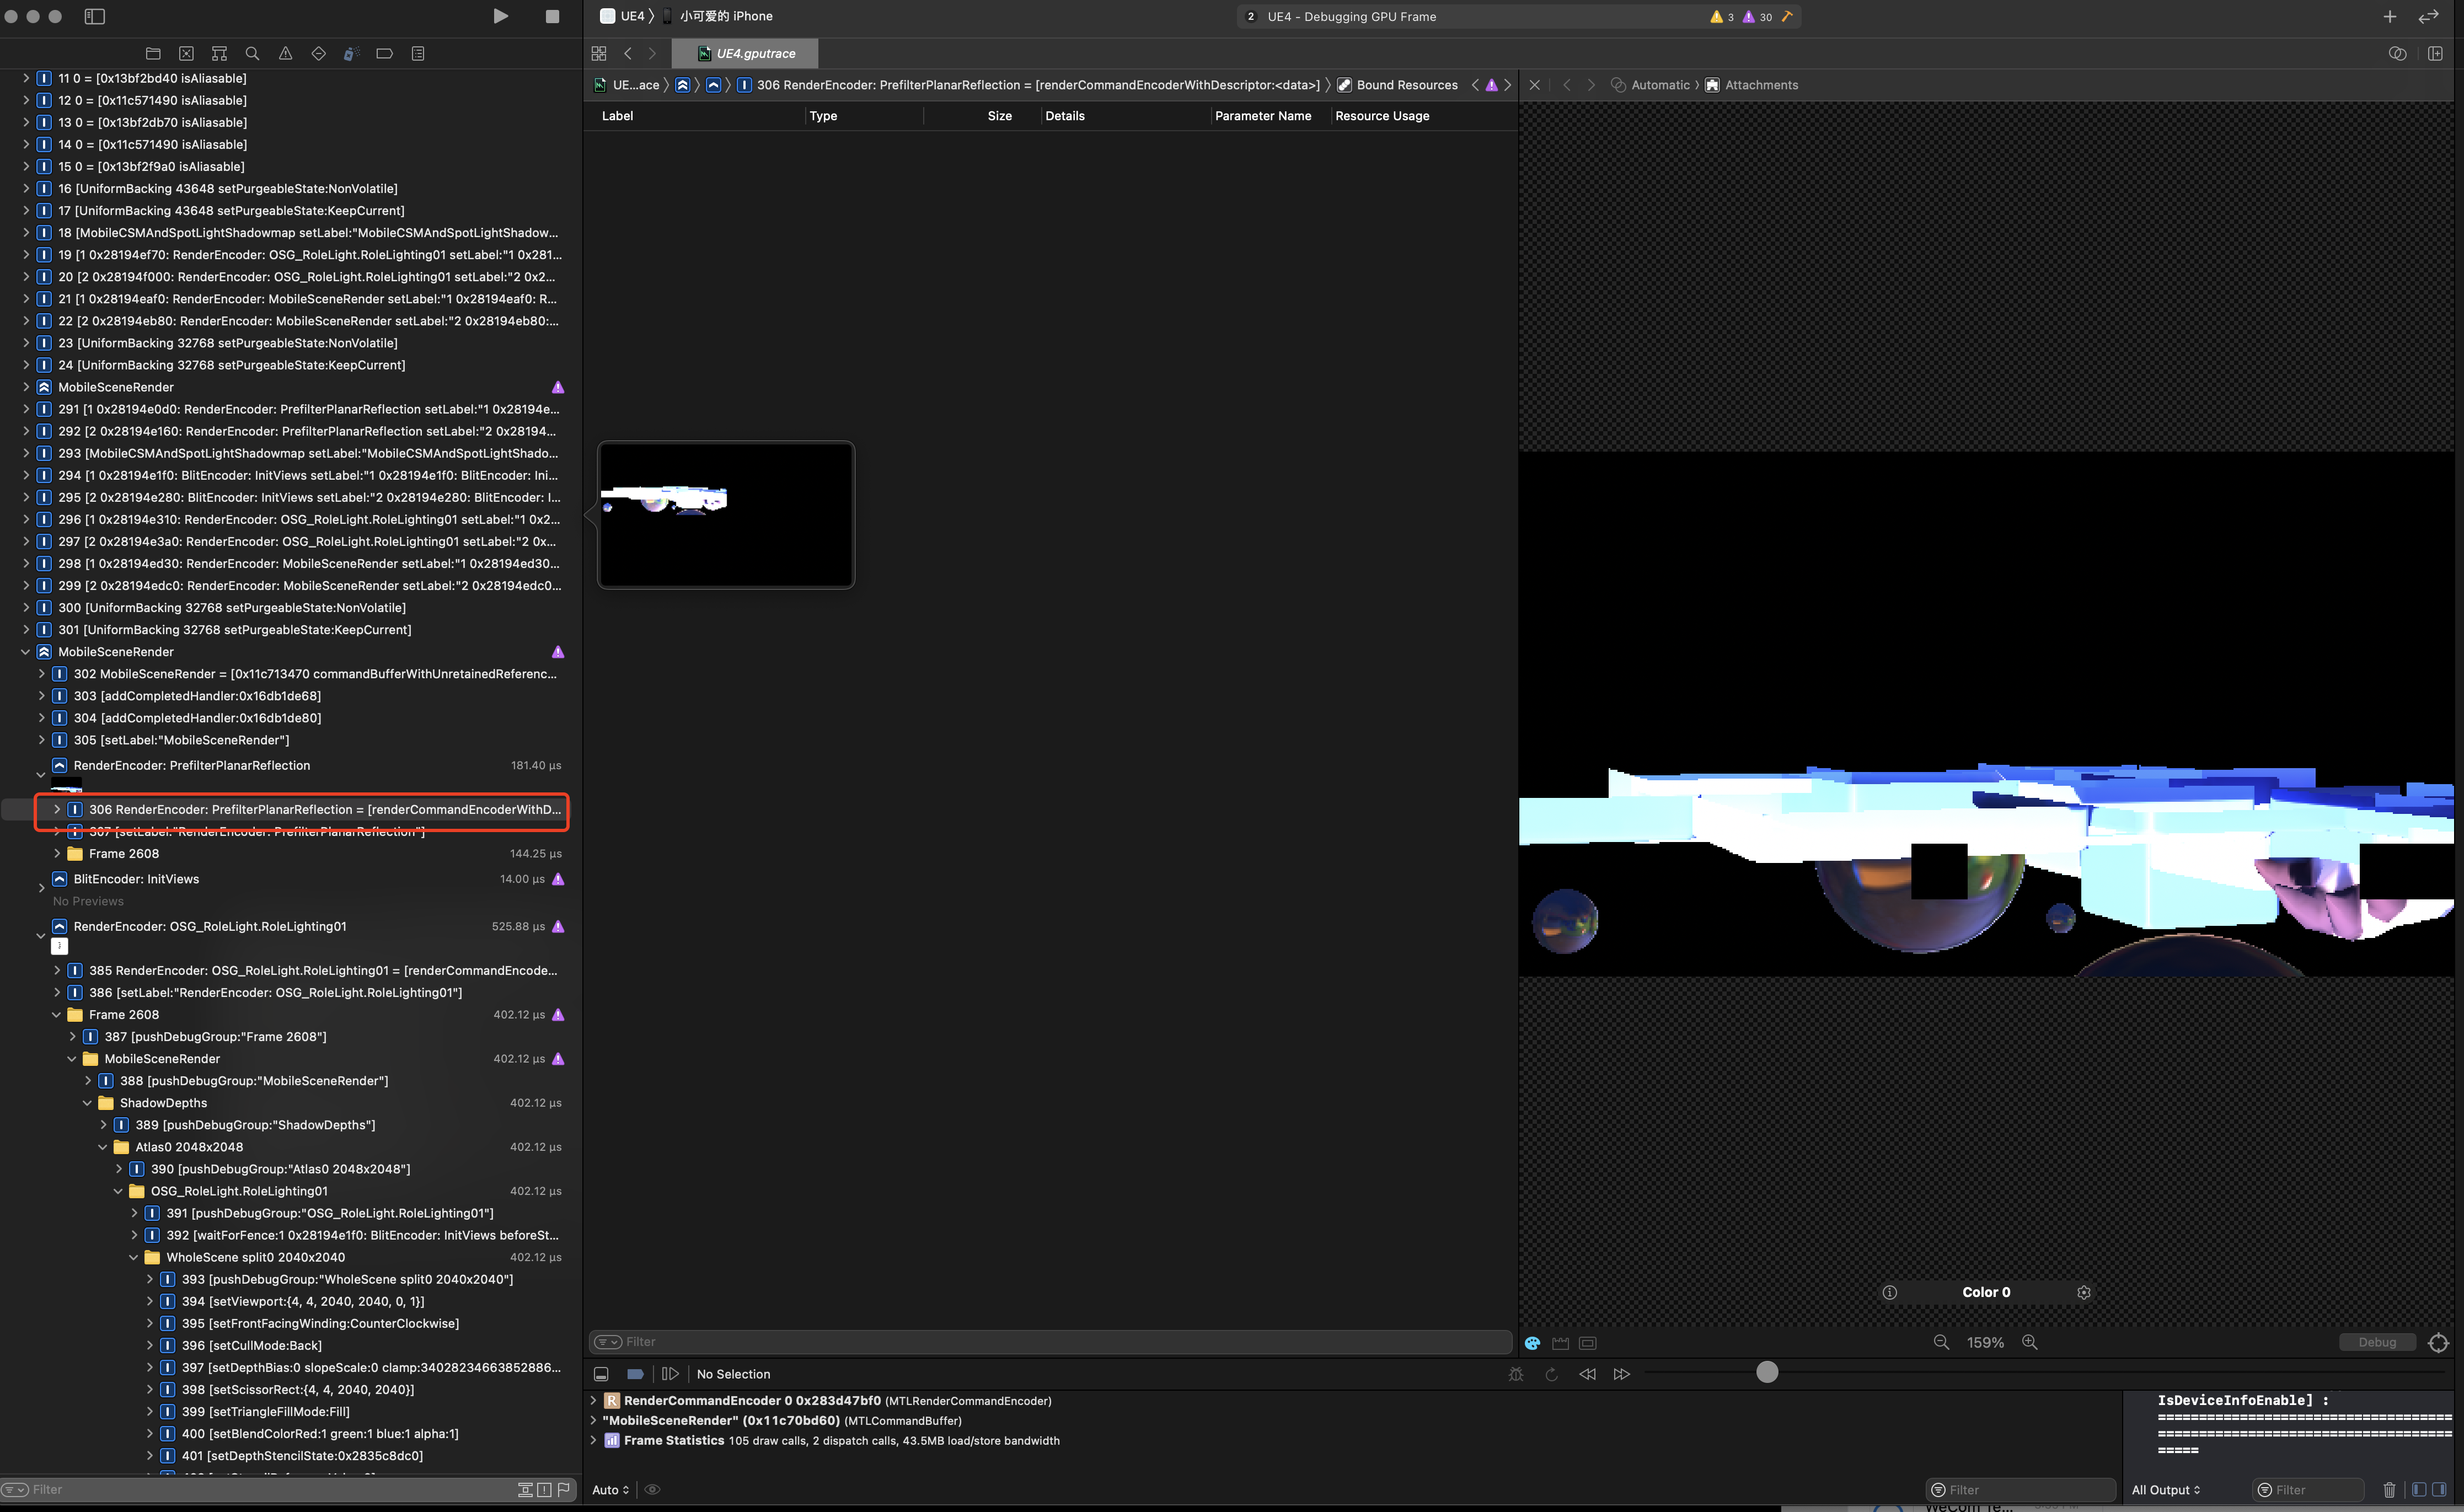 UE4 〉 小可爱的 iPhone
2 UE4 - Debugging GPU Frame 3 30
UE4.gputrace
11 0 = [0x13bf2bd40 isAliasable]
12 0 = [0x11c571490 isAliasable]
13 0 = [0x13bf2db70 isAliasable]
14 0 = [0x11c571490 isAliasable]
15 0 = [0x13bf2f9a0 isAliasable]
16 [UniformBacking 43648 setPurgeableState:NonVolatile]
17 [UniformBacking 43648 setPurgeableState:KeepCurrent]
18 [MobileCSMAndSpotLightShadowmap setLabel:"MobileCSMAndSpotLightShadow...
19 [1 0x28194ef70: RenderEncoder: OSG_RoleLight.RoleLighting01 setLabel:"1 0x281...
20 [2 0x28194f000: RenderEncoder: OSG_RoleLight.RoleLighting01 setLabel:"2 0x2...
21 [1 0x28194eaf0: RenderEncoder: MobileSceneRender setLabel:"1 0x28194eaf0: R...
22 [2 0x28194eb80: RenderEncoder: MobileSceneRender setLabel:"2 0x28194eb80:...
23 [UniformBacking 32768 setPurgeableState:NonVolatile]
24 [UniformBacking 32768 setPurgeableState:KeepCurrent]
MobileSceneRender
291 [1 0x28194e0d0: RenderEncoder: PrefilterPlanarReflection setLabel:"1 0x28194e...
292 [2 0x28194e160: RenderEncoder: PrefilterPlanarReflection setLabel:"2 0x28194...
293 [MobileCSMAndSpotLightShadowmap setLabel:"MobileCSMAndSpotLightShado...
294 [1 0x28194e1f0: BlitEncoder: InitViews setLabel:"1 0x28194e1f0: BlitEncoder: Ini...
295 [2 0x28194e280: BlitEncoder: InitViews setLabel:"2 0x28194e280: BlitEncoder: I...
296 [1 0x28194e310: RenderEncoder: OSG_RoleLight.RoleLighting01 setLabel:"1 0x2...
297 [2 0x28194e3a0: RenderEncoder: OSG_RoleLight.RoleLighting01 setLabel:"2 0x...
298 [1 0x28194ed30: RenderEncoder: MobileSceneRender setLabel:"1 0x28194ed30...
299 [2 0x28194edc0: RenderEncoder: MobileSceneRender setLabel:"2 0x28194edc0...
300 [UniformBacking 32768 setPurgeableState:NonVolatile]
301 [UniformBacking 32768 setPurgeableState:KeepCurrent]
MobileSceneRender
302 MobileSceneRender = [0x11c713470 commandBufferWithUnretainedReferenc...
303 [addCompletedHandler:0x16db1de68]
304 [addCompletedHandler:0x16db1de80]
305 [setLabel:"MobileSceneRender"]
RenderEncoder: PrefilterPlanarReflection 181.40 µs
306 RenderEncoder: PrefilterPlanarReflection = [renderCommandEncoderWithD...
307 [setLabel:"RenderEncoder: PrefilterPlanarReflection"]
Frame 2608 144.25 µs
BlitEncoder: InitViews 14.00 µs
No Previews
RenderEncoder: OSG_RoleLight.RoleLighting01 525.88 µs
385 RenderEncoder: OSG_RoleLight.RoleLighting01 = [renderCommandEncode...
386 [setLabel:"RenderEncoder: OSG_RoleLight.RoleLighting01"]
Frame 2608 402.12 µs
387 [pushDebugGroup:"Frame 2608"]
MobileSceneRender 402.12 µs
388 [pushDebugGroup:"MobileSceneRender"]
ShadowDepths 402.12 µs
389 [pushDebugGroup:"ShadowDepths"]
Atlas0 2048x2048 402.12 µs
390 [pushDebugGroup:"Atlas0 2048x2048"]
OSG_RoleLight.RoleLighting01 402.12 µs
391 [pushDebugGroup:"OSG_RoleLight.RoleLighting01"]
392 [waitForFence:1 0x28194e1f0: BlitEncoder: InitViews beforeSt...
WholeScene split0 2040x2040 402.12 µs
393 [pushDebugGroup:"WholeScene split0 2040x2040"]
394 [setViewport:{4, 4, 2040, 2040, 0, 1}]
395 [setFrontFacingWinding:CounterClockwise]
396 [setCullMode:Back]
397 [setDepthBias:0 slopeScale:0 clamp:34028234663852886...
398 [setScissorRect:{4, 4, 2040, 2040}]
399 [setTriangleFillMode:Fill]
400 [setBlendColorRed:1 green:1 blue:1 alpha:1]
401 [setDepthStencilState:0x2835c8dc0]
Filter
UE...ace 〉 〉 〉 306 RenderEncoder: PrefilterPlanarReflection = [renderCommandEncoderWithDescriptor:<data>] 〉 Bound Resources
Label Type Size Details Parameter Name Resource Usage
Filter
Automatic 〉 Attachments
Color 0
159%
Debug
No Selection
RenderCommandEncoder 0 0x283d47bf0 (MTLRenderCommandEncoder)
"MobileSceneRender" (0x11c70bd60) (MTLCommandBuffer)
Frame Statistics 105 draw calls, 2 dispatch calls, 43.5MB load/store bandwidth
Auto
Filter
IsDeviceInfoEnable] :
===================================
===================================
=====
All Output
Filter
WeCom Te...